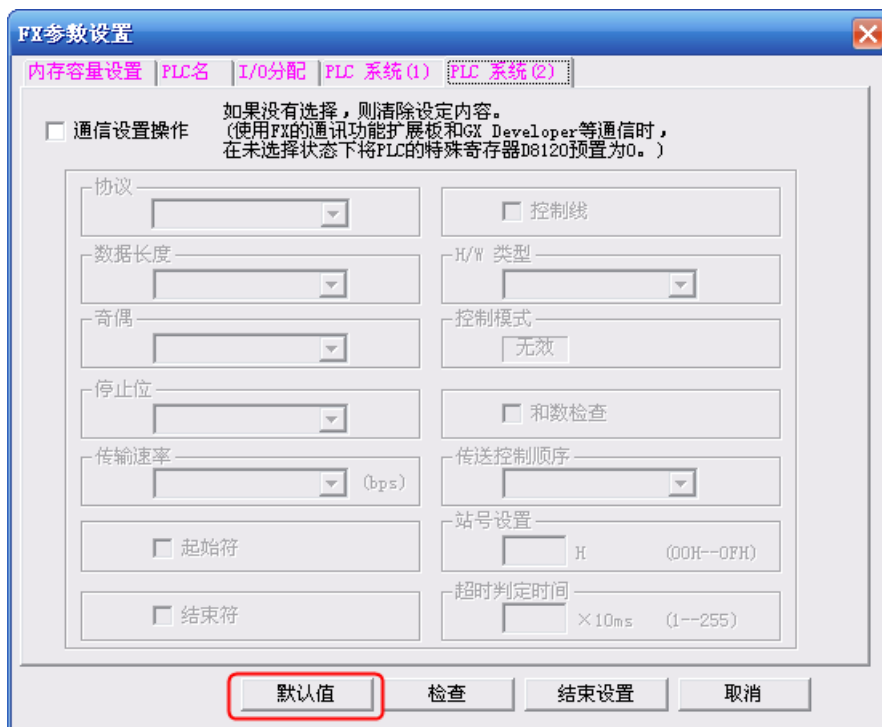 FX参数设置
内存容量设置 PLC名 I/O分配 PLC 系统(1) PLC 系统(2)
通信设置操作
如果没有选择，则清除设定内容。
(使用FX的通讯功能扩展板和GX Developer等通信时，
在未选择状态下将PLC的特殊寄存器D8120预置为0。)
协议
控制线
数据长度
H/W 类型
奇偶
控制模式
无效
停止位
和数检查
传输速率
(bps)
传送控制顺序
起始符
站号设置
H (00H--0FH)
结束符
超时判定时间
×10ms (1--255)
默认值 检查 结束设置 取消